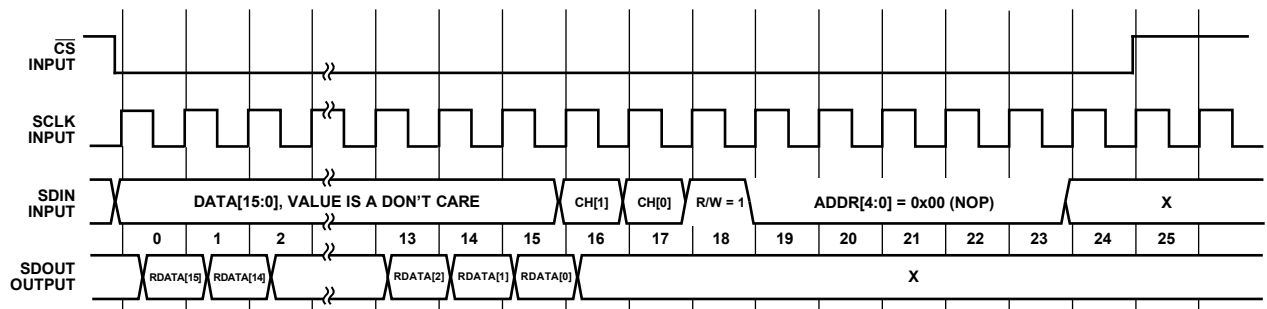 CS
INPUT
SCLK
INPUT
SDIN
INPUT
DATA[15:0], VALUE IS A DON'T CARE
CH[1]
CH[0]
R/W = 1
ADDR[4:0] = 0x00 (NOP)
X
0 1 2 13 14 15 16 17 18 19 20 21 22 23 24 25
SDOUT
OUTPUT
RDATA[15]
RDATA[14]
RDATA[2]
RDATA[1]
RDATA[0]
X